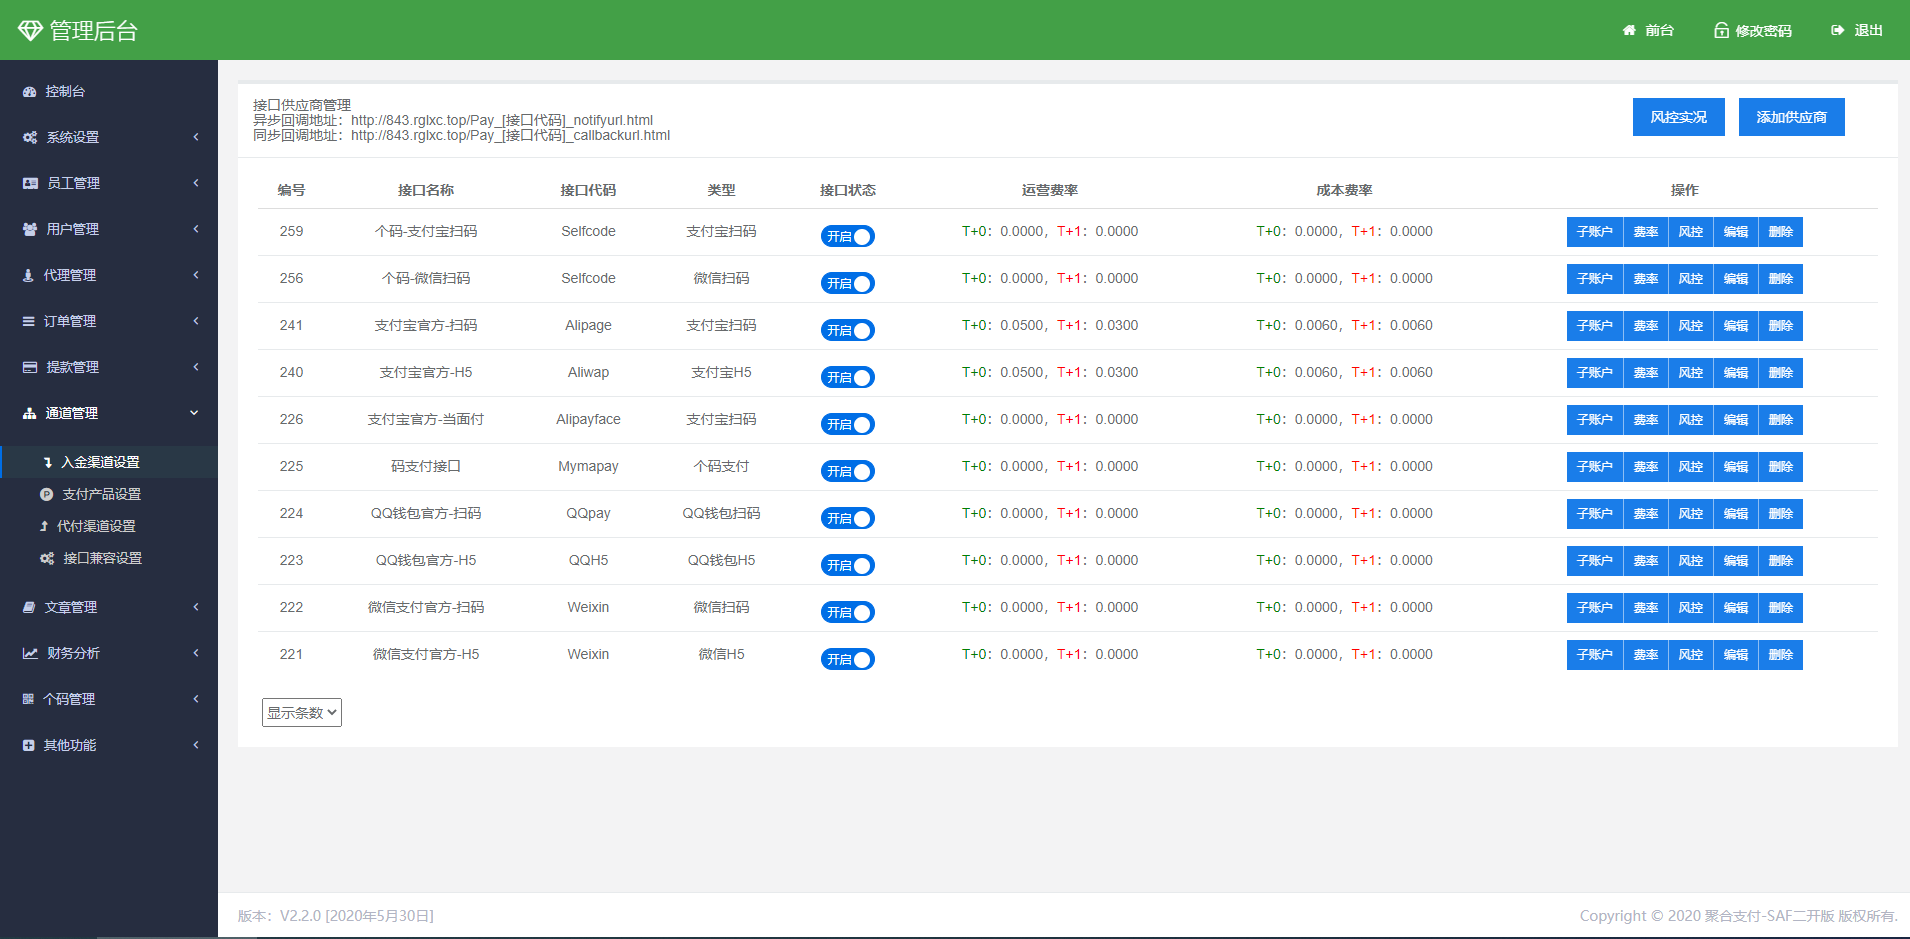 管理后台
前台 修改密码 退出
控制台
系统设置
员工管理
用户管理
代理管理
订单管理
提款管理
通道管理
入金渠道设置
支付产品设置
代付渠道设置
接口兼容设置
文章管理
财务分析
个码管理
其他功能
接口供应商管理
异步回调地址：http://843.rglxc.top/Pay_[接口代码]_notifyurl.html
同步回调地址：http://843.rglxc.top/Pay_[接口代码]_callbackurl.html
风控实况 添加供应商
编号 接口名称 接口代码 类型 接口状态 运营费率 成本费率 操作
259 个码-支付宝扫码 Selfcode 支付宝扫码 开启 T+0：0.0000，T+1：0.0000 T+0：0.0000，T+1：0.0000 子账户 费率 风控 编辑 删除
256 个码-微信扫码 Selfcode 微信扫码 开启 T+0：0.0000，T+1：0.0000 T+0：0.0000，T+1：0.0000 子账户 费率 风控 编辑 删除
241 支付宝官方-扫码 Alipage 支付宝扫码 开启 T+0：0.0500，T+1：0.0300 T+0：0.0060，T+1：0.0060 子账户 费率 风控 编辑 删除
240 支付宝官方-H5 Aliwap 支付宝H5 开启 T+0：0.0500，T+1：0.0300 T+0：0.0060，T+1：0.0060 子账户 费率 风控 编辑 删除
226 支付宝官方-当面付 Alipayface 支付宝扫码 开启 T+0：0.0000，T+1：0.0000 T+0：0.0000，T+1：0.0000 子账户 费率 风控 编辑 删除
225 码支付接口 Mymapay 个码支付 开启 T+0：0.0000，T+1：0.0000 T+0：0.0000，T+1：0.0000 子账户 费率 风控 编辑 删除
224 QQ钱包官方-扫码 QQpay QQ钱包扫码 开启 T+0：0.0000，T+1：0.0000 T+0：0.0000，T+1：0.0000 子账户 费率 风控 编辑 删除
223 QQ钱包官方-H5 QQH5 QQ钱包H5 开启 T+0：0.0000，T+1：0.0000 T+0：0.0000，T+1：0.0000 子账户 费率 风控 编辑 删除
222 微信支付官方-扫码 Weixin 微信扫码 开启 T+0：0.0000，T+1：0.0000 T+0：0.0000，T+1：0.0000 子账户 费率 风控 编辑 删除
221 微信支付官方-H5 Weixin 微信H5 开启 T+0：0.0000，T+1：0.0000 T+0：0.0000，T+1：0.0000 子账户 费率 风控 编辑 删除
显示条数
版本：V2.2.0 [2020年5月30日]
Copyright © 2020 聚合支付-SAF二开版 版权所有.